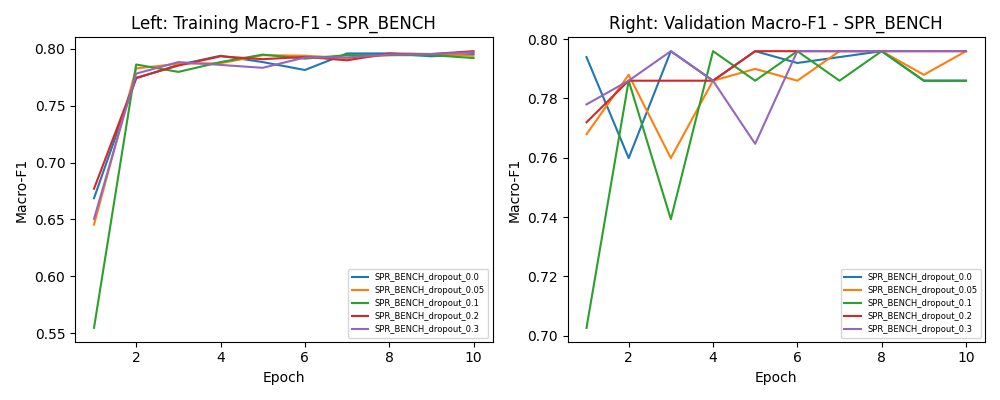 Left: Training Macro-F1 - SPR_BENCH
Macro-F1
0.80
0.75
0.70
0.65
0.60
0.55
2
4
6
8
10
Epoch
SPR_BENCH_dropout_0.0
SPR_BENCH_dropout_0.05
SPR_BENCH_dropout_0.1
SPR_BENCH_dropout_0.2
SPR_BENCH_dropout_0.3
Right: Validation Macro-F1 - SPR_BENCH
Macro-F1
0.80
0.78
0.76
0.74
0.72
0.70
2
4
6
8
10
Epoch
SPR_BENCH_dropout_0.0
SPR_BENCH_dropout_0.05
SPR_BENCH_dropout_0.1
SPR_BENCH_dropout_0.2
SPR_BENCH_dropout_0.3